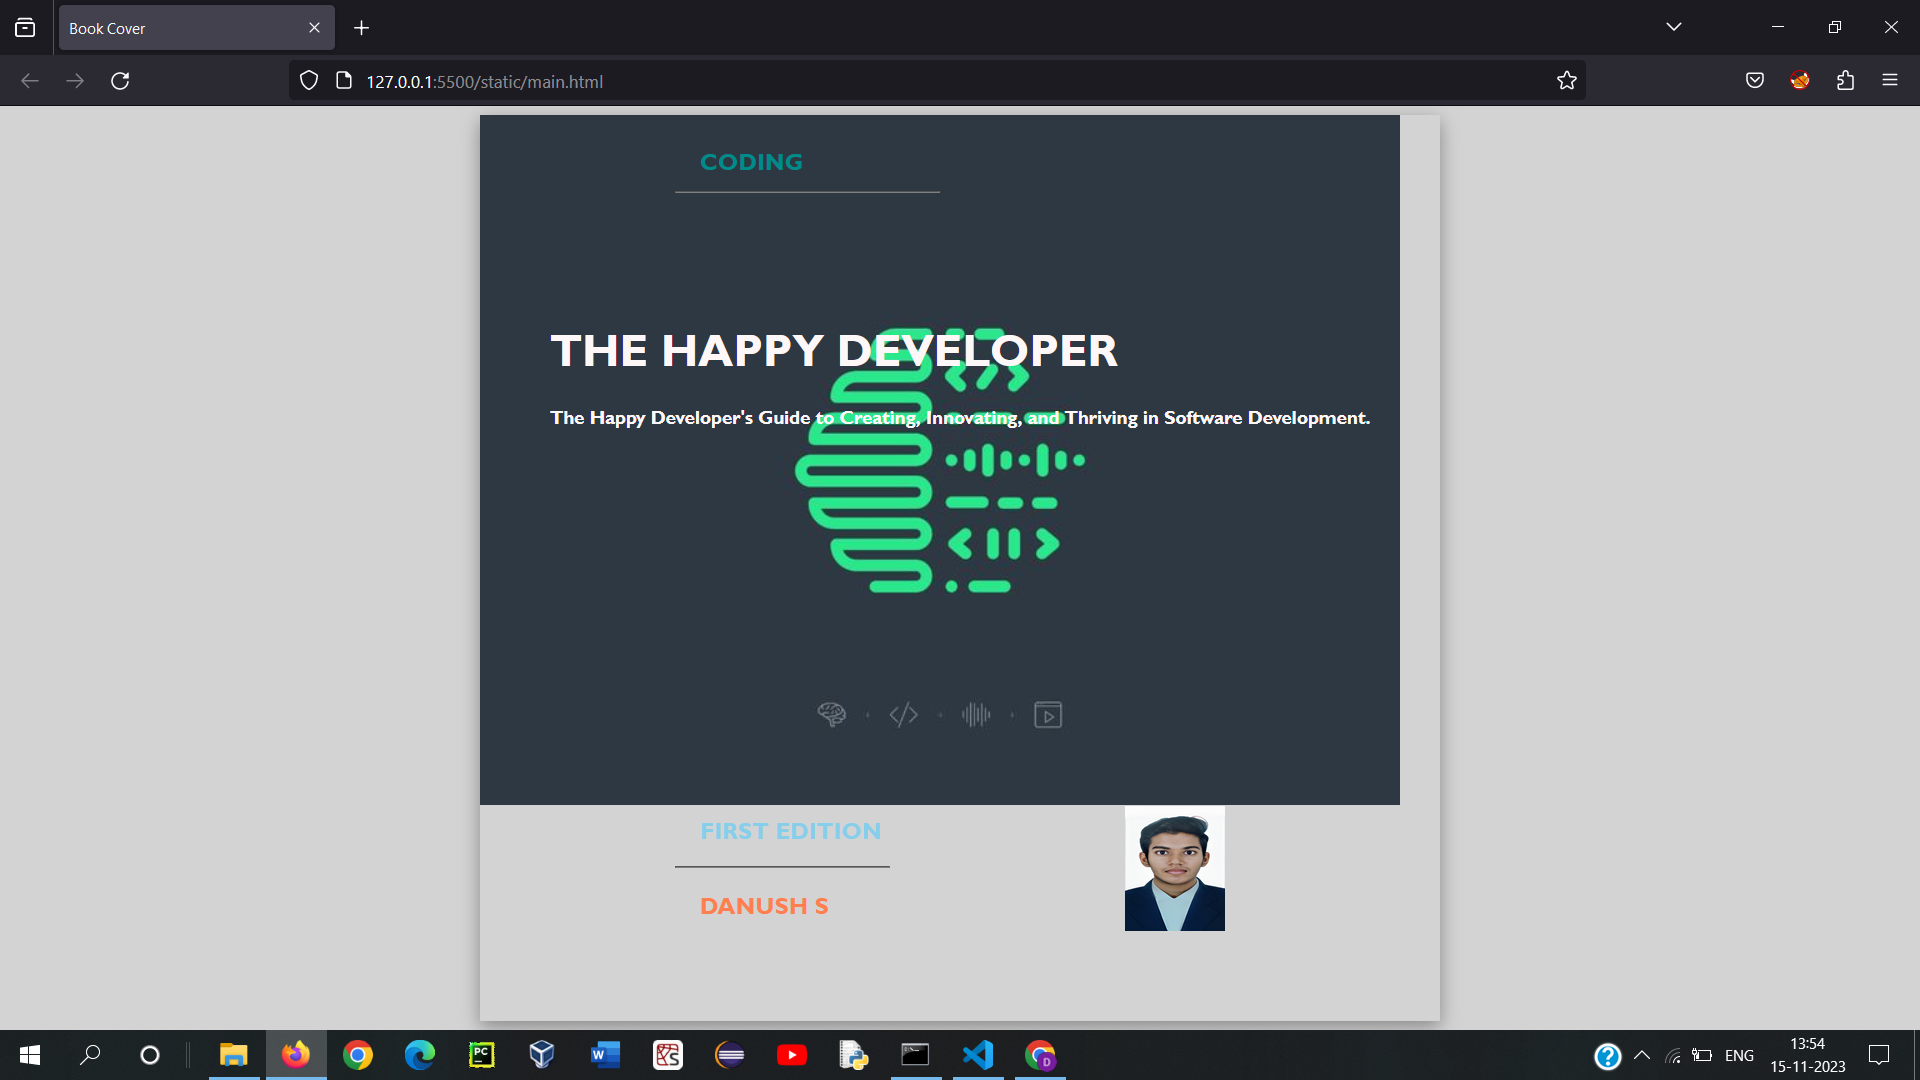 Book Cover
127.0.0.1:5500/static/main.html
CODING
THE HAPPY DEVELOPER
The Happy Developer's Guide to Creating, Innovating, and Thriving in Software Development.
FIRST EDITION
DANUSH S
PC
W
D
ENG
13:54
15-11-2023